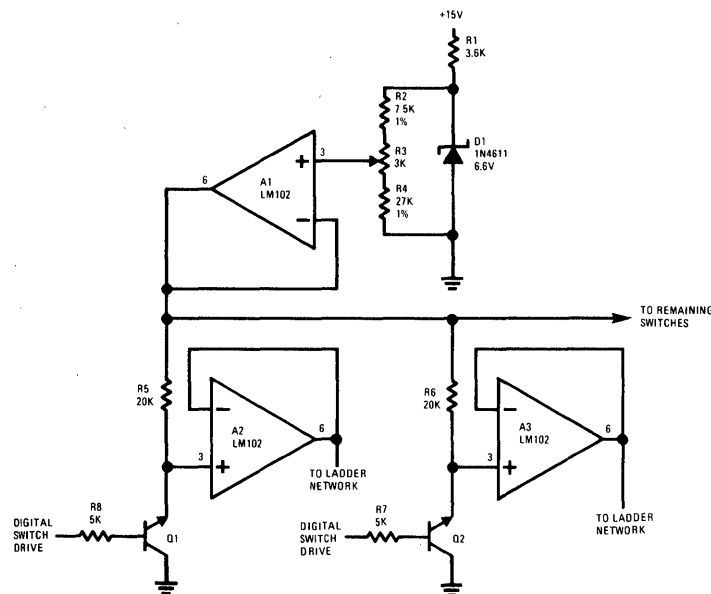 +15V
R1
3.6K
R2
7.5K
1%
R3
3K
R4
27K
1%
D1
1N4611
6.6V
3
+
−
A1
LM102
6
TO REMAINING
SWITCHES
R5
20K
−
A2
LM102
3
+
6
TO LADDER
NETWORK
R6
20K
−
A3
LM102
3
+
6
TO LADDER
NETWORK
DIGITAL
SWITCH
DRIVE
R8
5K
Q1
DIGITAL
SWITCH
DRIVE
R7
5K
Q2